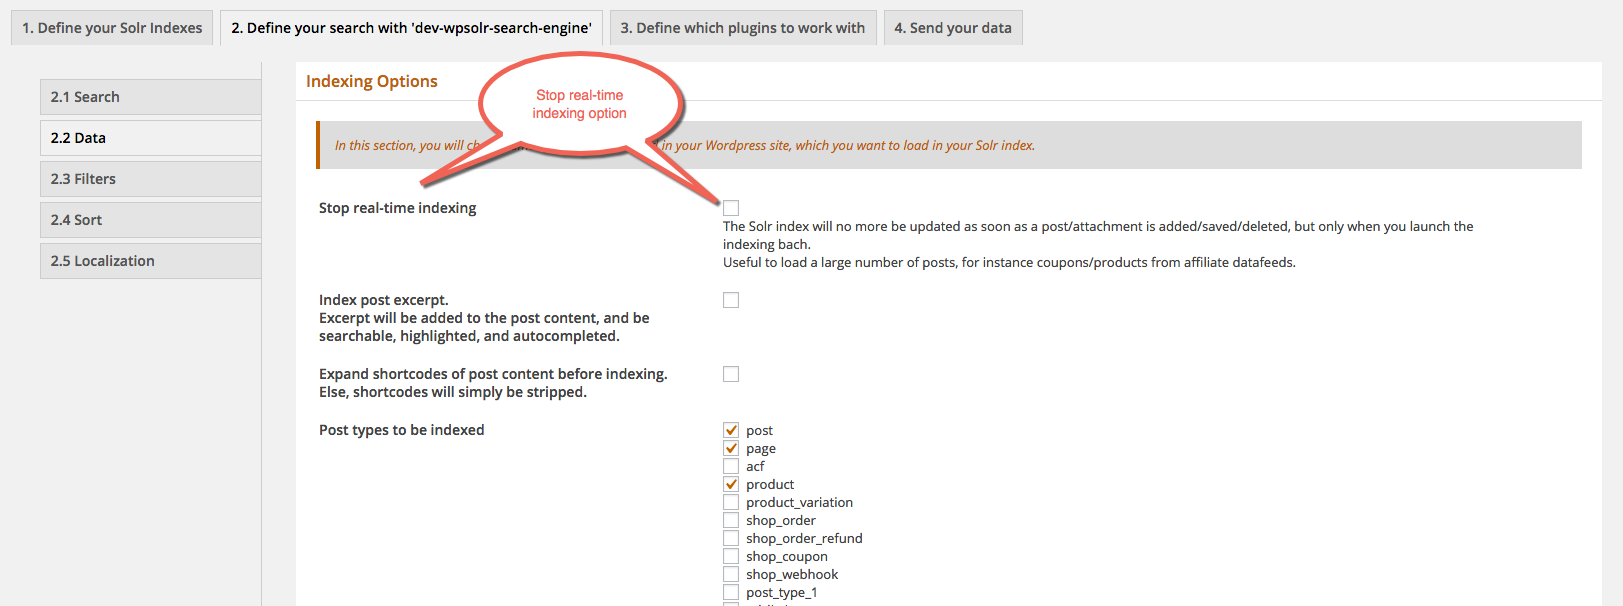 1. Define your Solr Indexes
2. Define your search with 'dev-wpsolr-search-engine'
3. Define which plugins to work with
4. Send your data
2.1 Search
2.2 Data
2.3 Filters
2.4 Sort
2.5 Localization
Indexing Options
Stop real-time
indexing option
In this section, you will
in your Wordpress site, which you want to load in your Solr index.
Stop real-time indexing
The Solr index will no more be updated as soon as a post/attachment is added/saved/deleted, but only when you launch the
indexing bach.
Useful to load a large number of posts, for instance coupons/products from affiliate datafeeds.
Index post excerpt.
Excerpt will be added to the post content, and be
searchable, highlighted, and autocompleted.
Expand shortcodes of post content before indexing.
Else, shortcodes will simply be stripped.
Post types to be indexed
post
page
acf
product
product_variation
shop_order
shop_order_refund
shop_coupon
shop_webhook
post_type_1